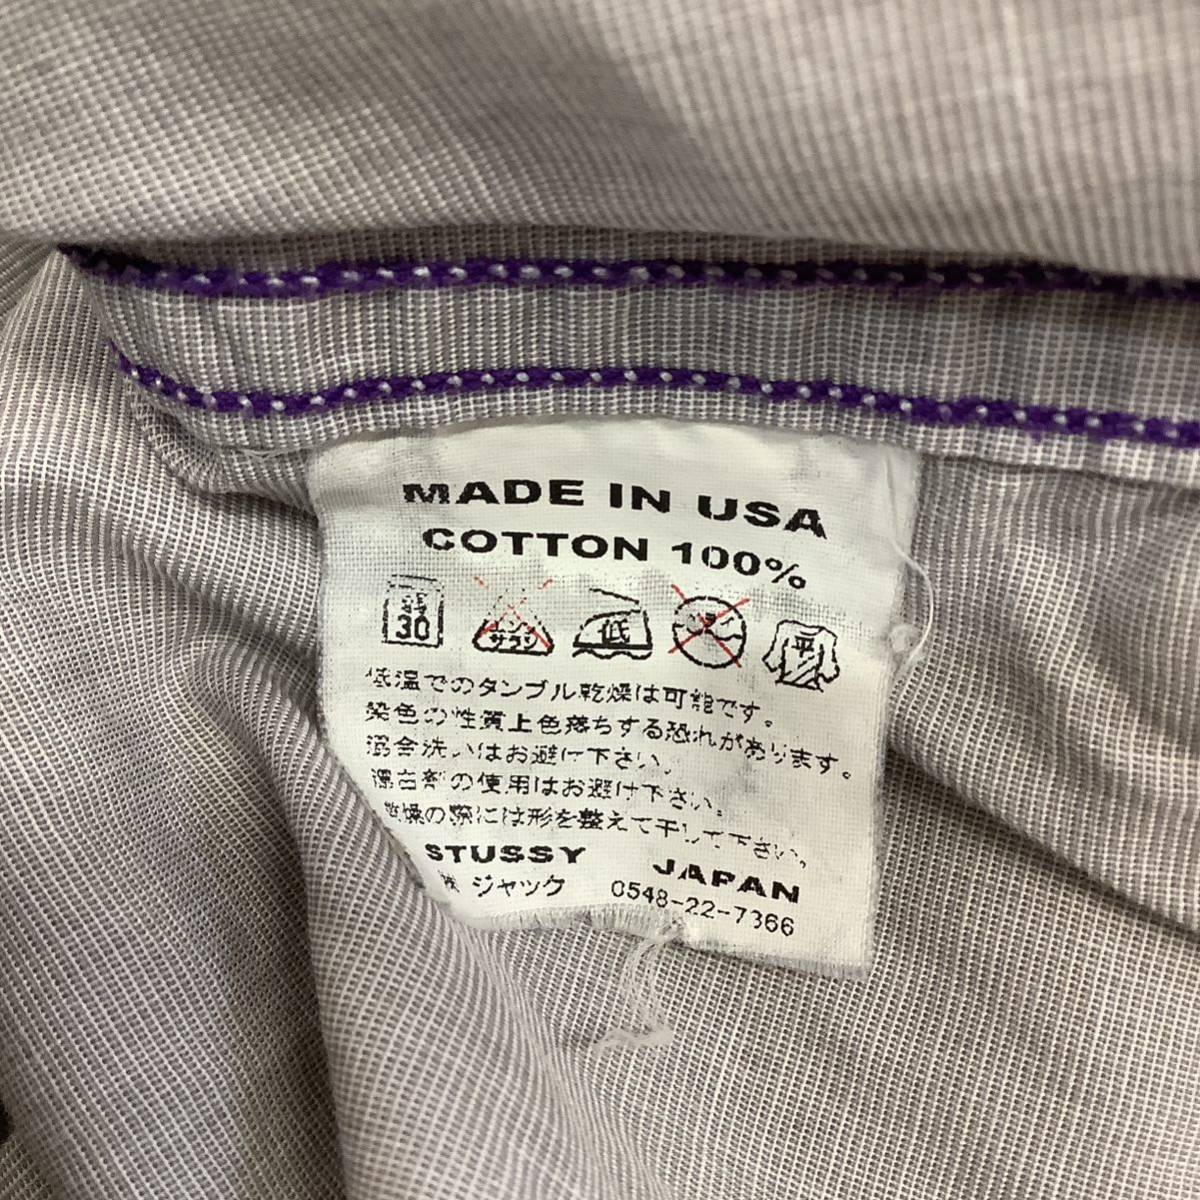 MADE IN USA
COTTON 100%
30 サラシ 低 平
低温でのタンブル乾燥は可能です。
染色の性質上色落ちする恐れがあります。
混合洗いはお避け下さい。
の使用はお避け下さい。
乾燥の際には形を整えて干して下さい。
STUSSY JAPAN
ジャック 0548-22-7366